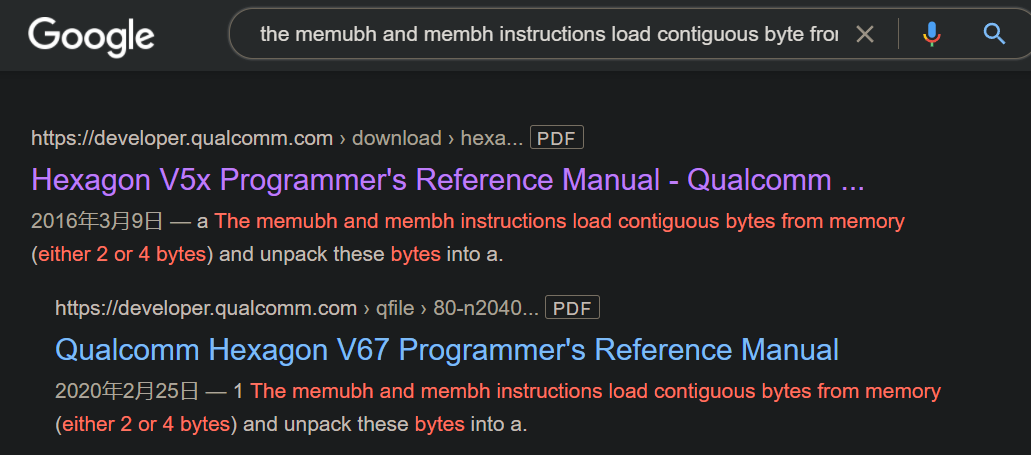 Google
the memubh and membh instructions load contiguous byte from
https://developer.qualcomm.com › download › hexa... PDF
Hexagon V5x Programmer's Reference Manual - Qualcomm ...
2016年3月9日 — a The memubh and membh instructions load contiguous bytes from memory
(either 2 or 4 bytes) and unpack these bytes into a.
https://developer.qualcomm.com › qfile › 80-n2040... PDF
Qualcomm Hexagon V67 Programmer's Reference Manual
2020年2月25日 — 1 The memubh and membh instructions load contiguous bytes from memory
(either 2 or 4 bytes) and unpack these bytes into a.